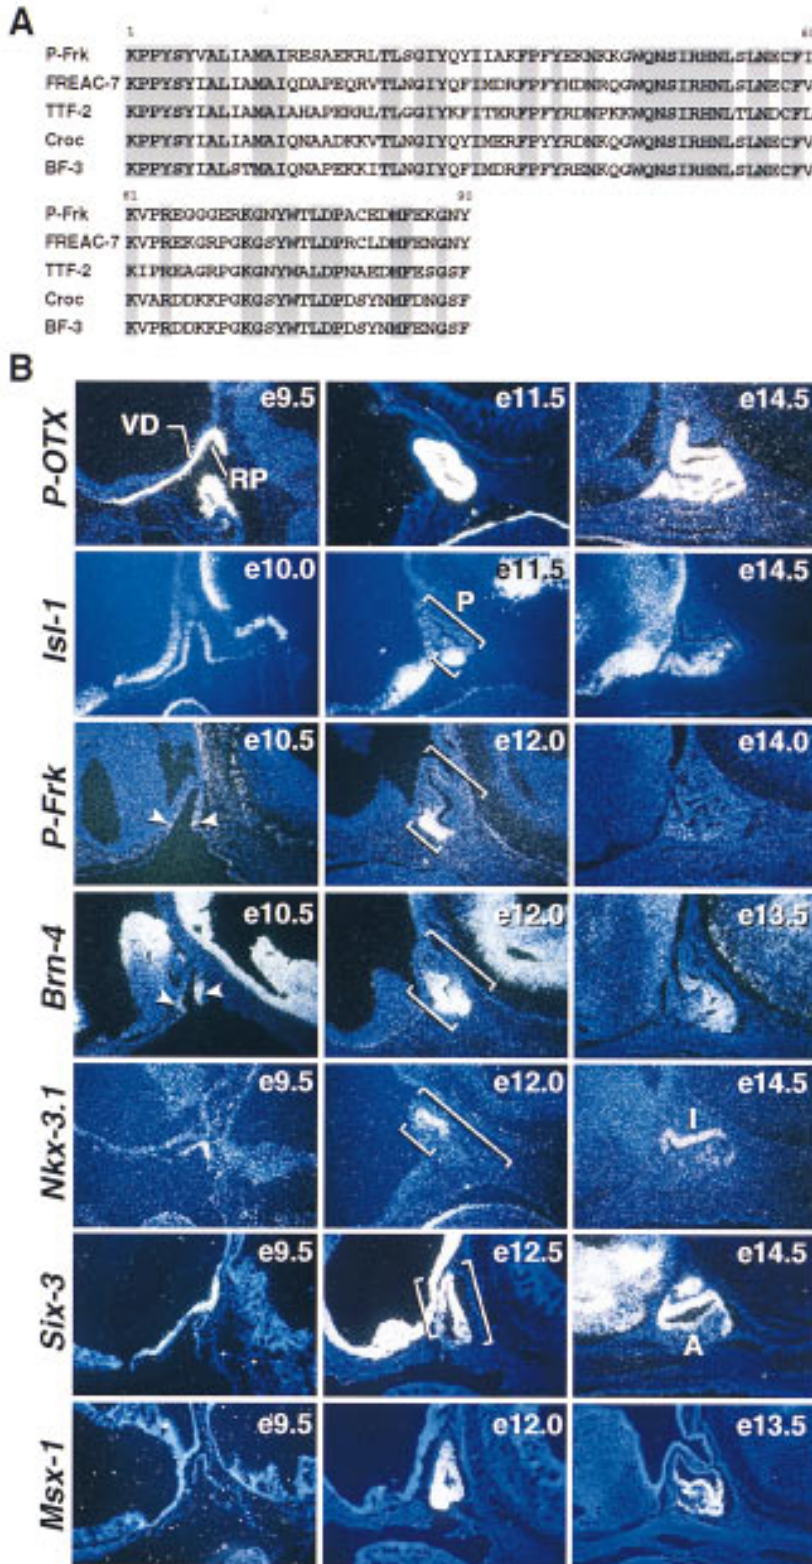 A
1 60
P-Frk KPPYSYVALIAMAIRESAEKRLTLSGIYQYIIAKFPFYEKNKKGWQNSIRHNLSLNECFI
FREAC-7 KPPYSYIALIAMAIQDAPEQRVTLNGIYQFIMDRFPFYHDNRQGWQNSIRHNLSLNECFV
TTF-2 KPPYSYIALIAMAIAHAPERRLTLGGIYKFITERFPFYRDNPKKWQNSIRHNLTLNDCFL
Croc KPPYSYIALIAMAIQNAADKKVTLNGIYQYIMERFPYYRDNKQGWQNSIRHNLSLNECFV
BF-3 KPPYSYIALSTMAIQNAPEKKITLNGIYQFIMDRFPFYRENKQGWQNSIRHNLSLNECFV
61 90
P-Frk KVPREGGGERKGNYWTLDPACEDMFEKGNY
FREAC-7 KVPREKGRPGKGSYWTLDPRCLDMFENGNY
TTF-2 KIPREAGRPGKGNYWALDPNAEDMFESGSF
Croc KVARDDKKPGKGSYWTLDPDSYNMFDNGSF
BF-3 KVPRDDKKPGKGSYWTLDPDSYNMFENGSF
B
P-OTX e9.5 e11.5 e14.5
VD
RP
Isl-1 e10.0 e11.5 e14.5
P
P-Frk e10.5 e12.0 e14.0
Brn-4 e10.5 e12.0 e13.5
Nkx-3.1 e9.5 e12.0 e14.5
I
Six-3 e9.5 e12.5 e14.5
A
Msx-1 e9.5 e12.0 e13.5